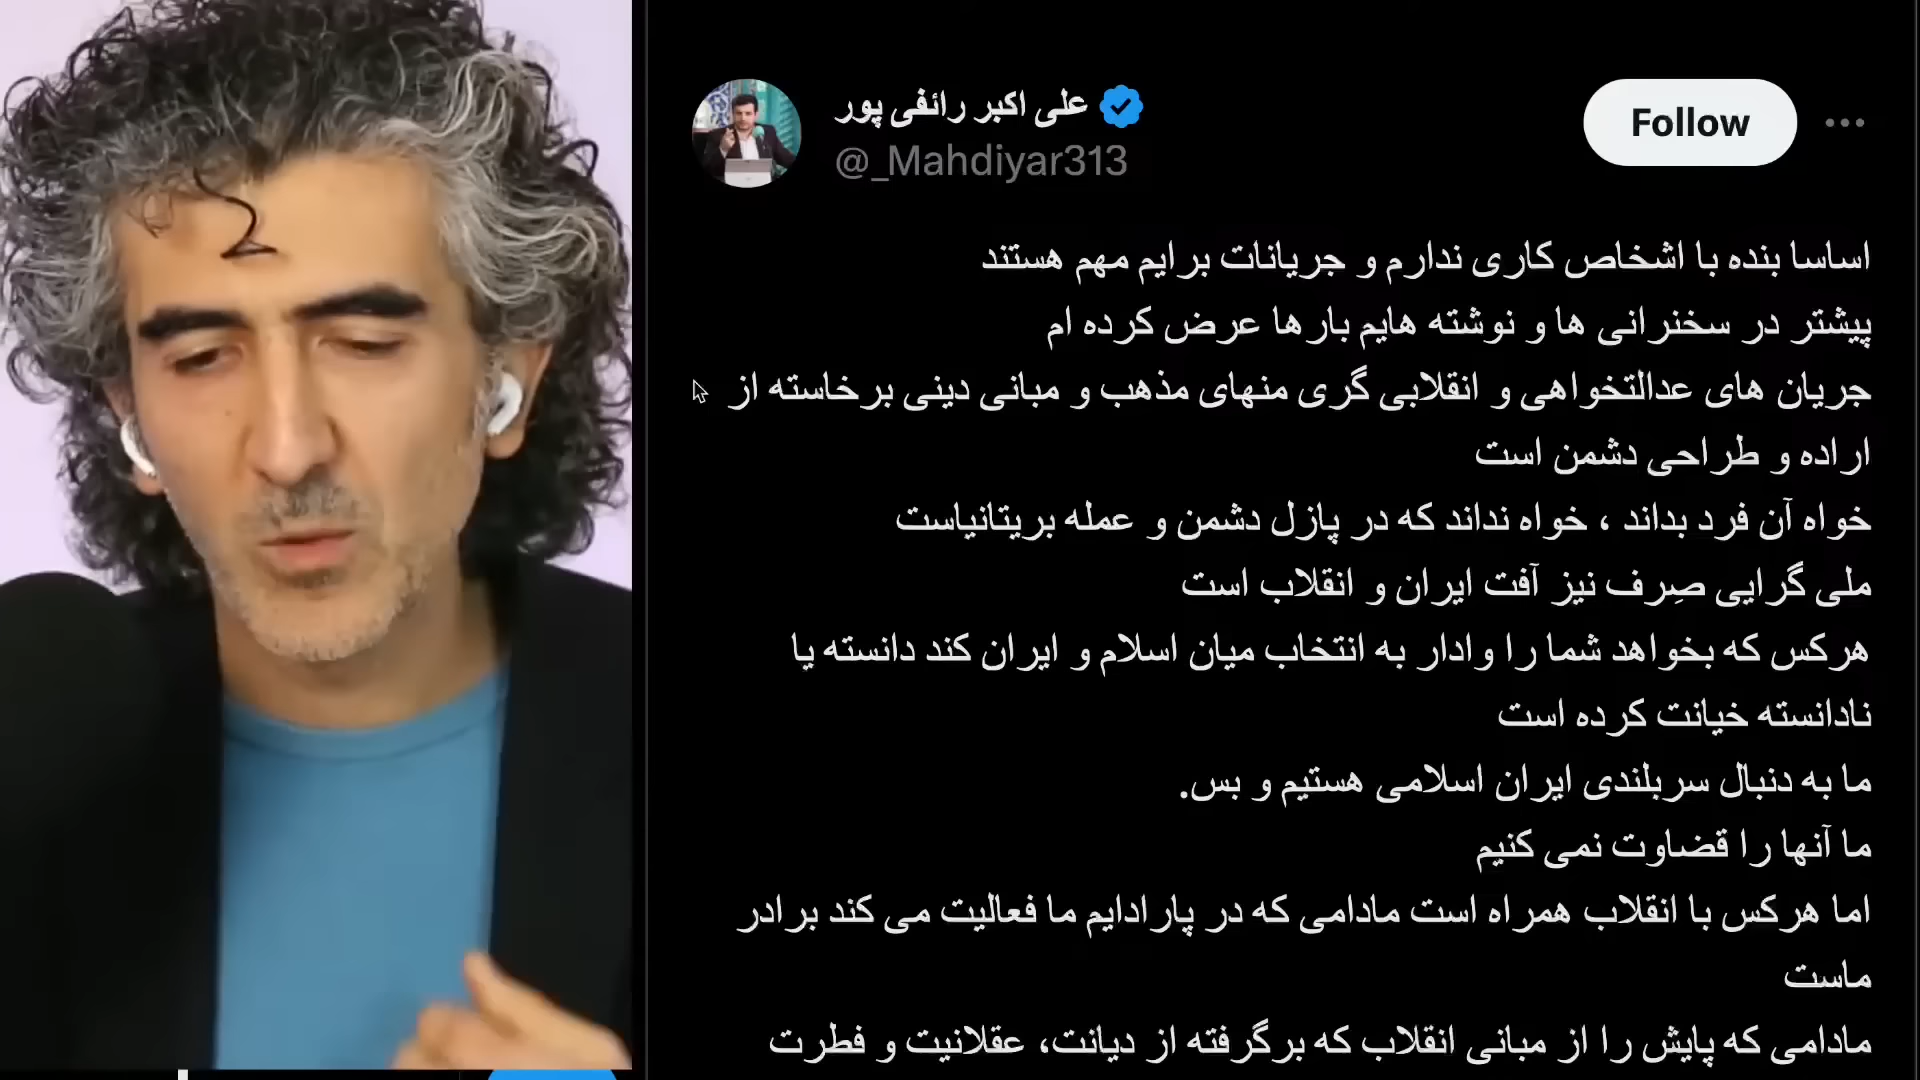 علی اکبر رائفی پور
@_Mahdiyar313
Follow
اساسا بنده با اشخاص کاری ندارم و جریانات برایم مهم هستند
پیشتر در سخنرانی ها و نوشته هایم بارها عرض کرده ام
جریان های عدالتخواهی و انقلابی گری منهای مذهب و مبانی دینی برخاسته از
اراده و طراحی دشمن است
خواه آن فرد بداند ، خواه نداند که در پازل دشمن و عمله بریتانیاست
ملی گرایی صِرف نیز آفت ایران و انقلاب است
هرکس که بخواهد شما را وادار به انتخاب میان اسلام و ایران کند دانسته یا
نادانسته خیانت کرده است
ما به دنبال سربلندی ایران اسلامی هستیم و بس.
ما آنها را قضاوت نمی کنیم
اما هرکس با انقلاب همراه است مادامی که در پارادایم ما فعالیت می کند برادر
ماست
مادامی که پایش را از مبانی انقلاب که برگرفته از دیانت، عقلانیت و فطرت